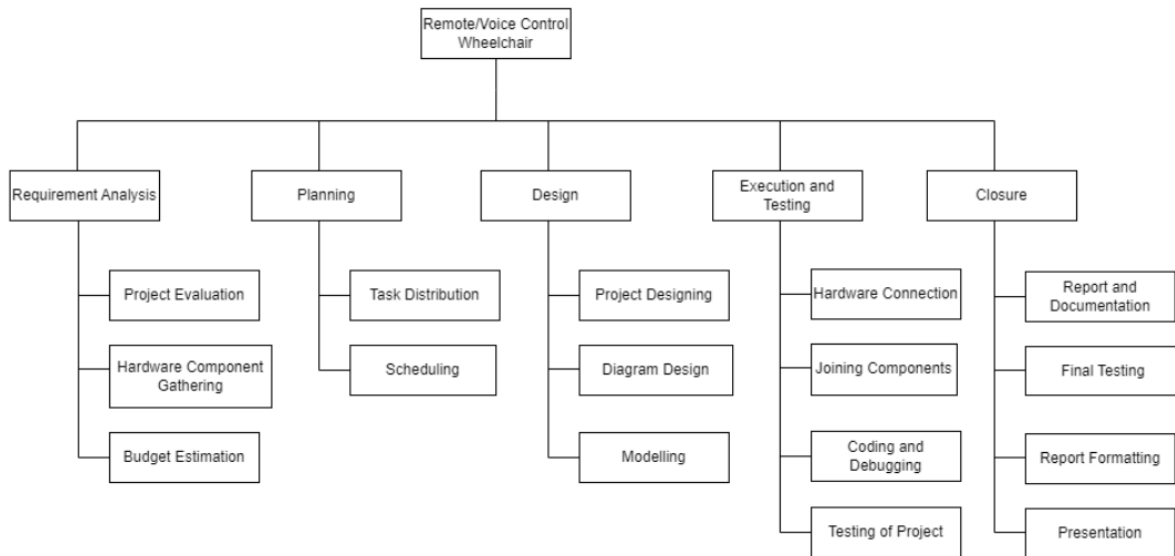 Remote/Voice Control
Wheelchair
Requirement Analysis
Planning
Design
Execution and
Testing
Closure
Project Evaluation
Hardware Component
Gathering
Budget Estimation
Task Distribution
Scheduling
Project Designing
Diagram Design
Modelling
Hardware Connection
Joining Components
Coding and
Debugging
Testing of Project
Report and
Documentation
Final Testing
Report Formatting
Presentation